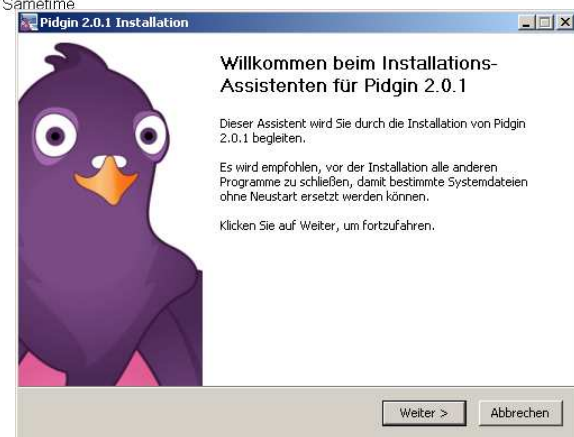 Sametime
Pidgin 2.0.1 Installation
Willkommen beim Installations-
Assistenten für Pidgin 2.0.1
Dieser Assistent wird Sie durch die Installation von Pidgin
2.0.1 begleiten.
Es wird empfohlen, vor der Installation alle anderen
Programme zu schließen, damit bestimmte Systemdateien
ohne Neustart ersetzt werden können.
Klicken Sie auf Weiter, um fortzufahren.
Weiter > Abbrechen